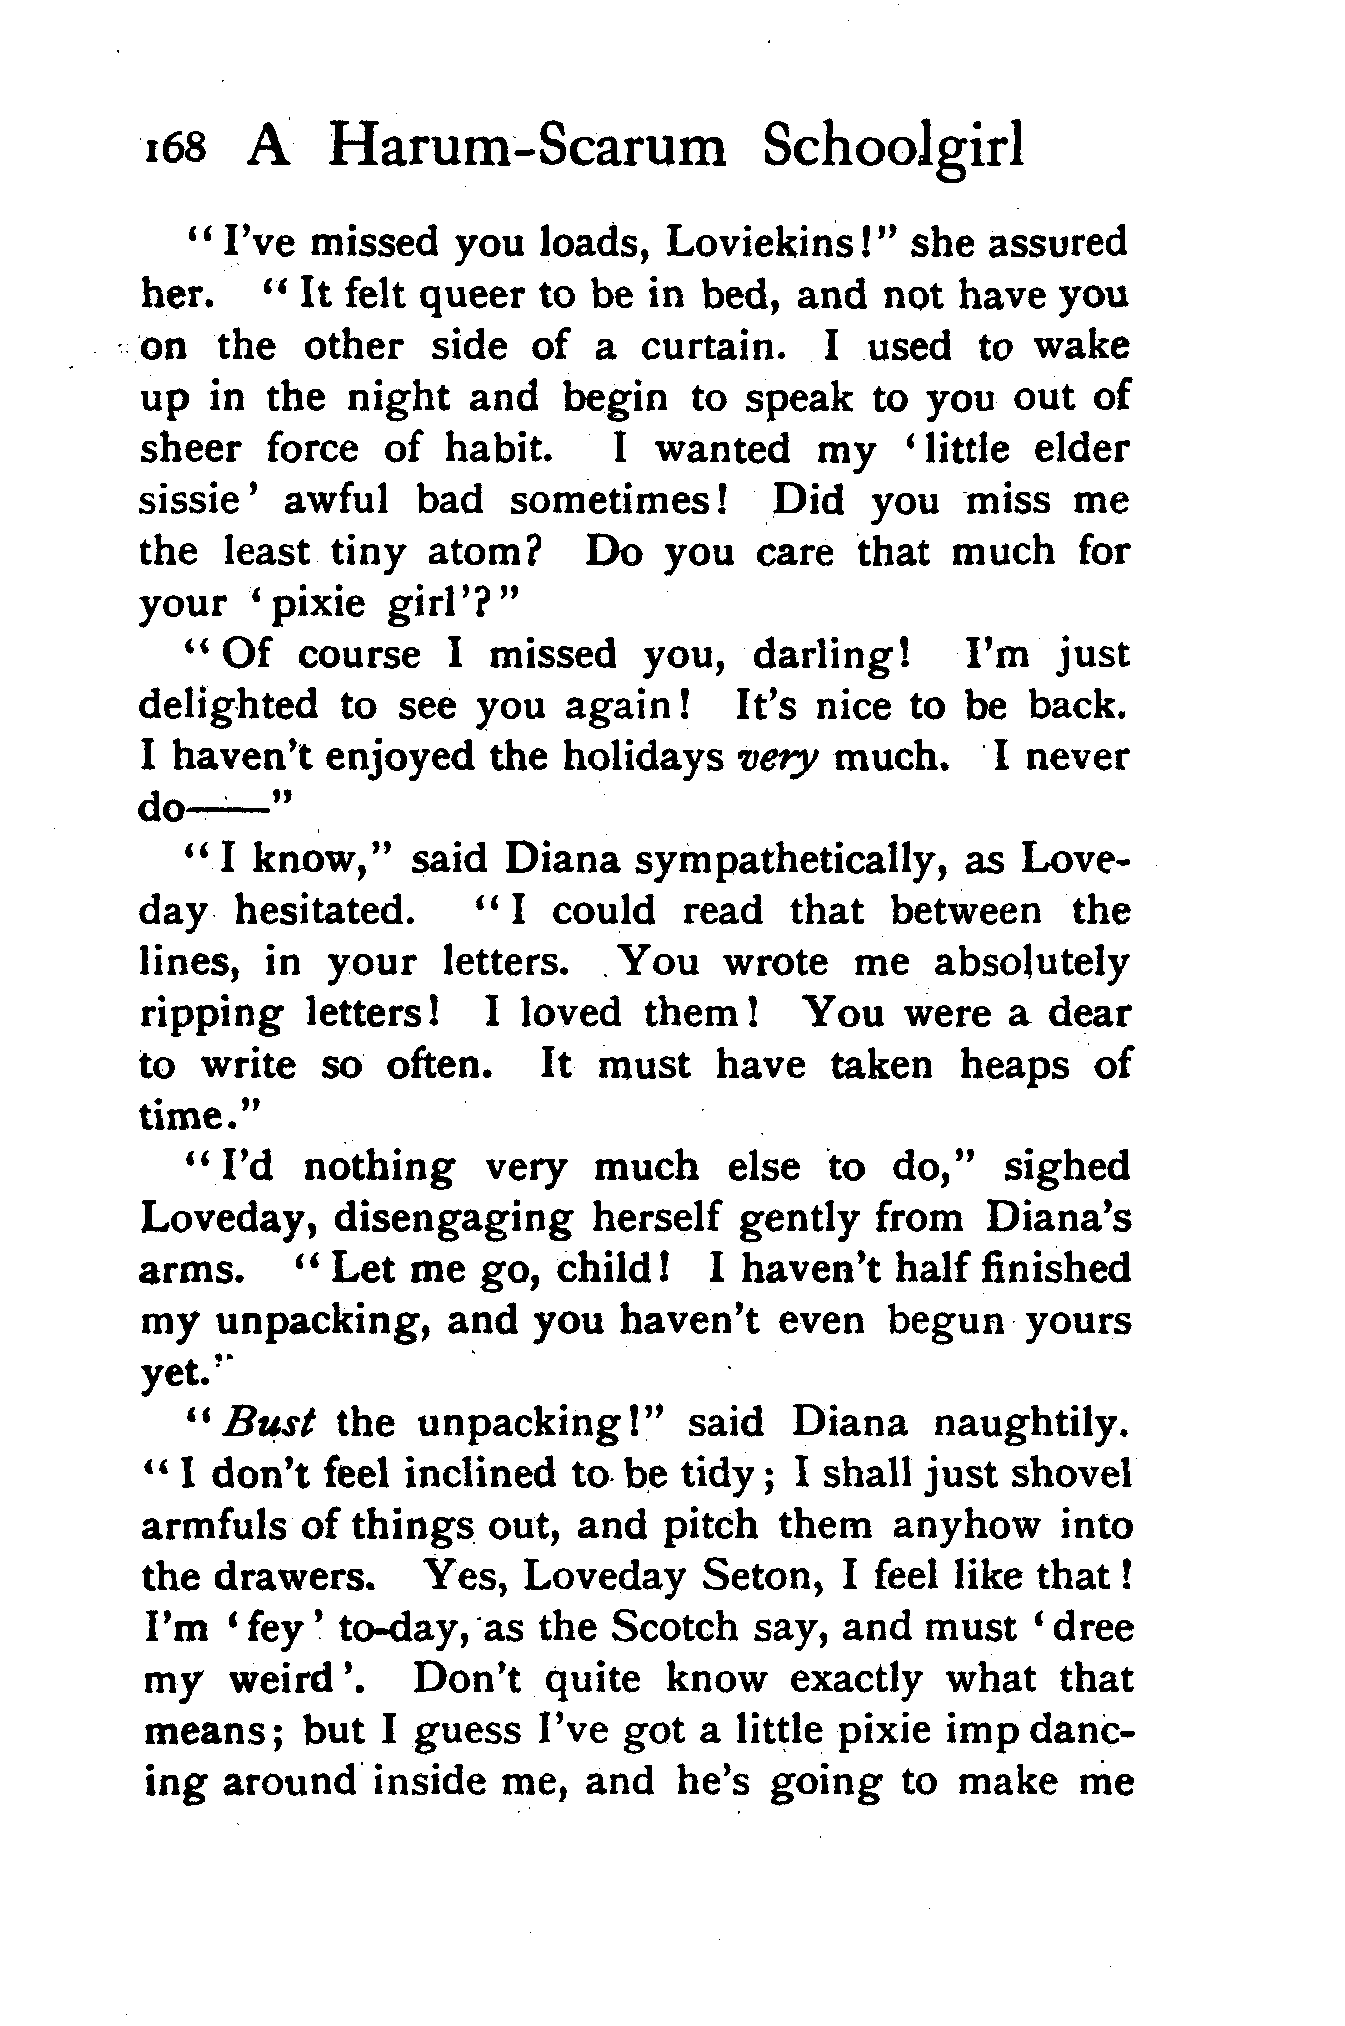 168 A Harum-Scarum Schoolgirl
"I've missed you loads, Loviekins!" she assured
her. "It felt queer to be in bed, and not have you
on the other side of a curtain. I used to wake
up in the night and begin to speak to you out of
sheer force of habit. I wanted my 'little elder
sissie' awful bad sometimes! Did you miss me
the least tiny atom? Do you care that much for
your 'pixie girl'?"
"Of course I missed you, darling! I'm just
delighted to see you again! It's nice to be back.
I haven't enjoyed the holidays very much. I never
do——"
"I know," said Diana sympathetically, as Love-
day hesitated. "I could read that between the
lines, in your letters. You wrote me absolutely
ripping letters! I loved them! You were a dear
to write so often. It must have taken heaps of
time."
"I'd nothing very much else to do," sighed
Loveday, disengaging herself gently from Diana's
arms. "Let me go, child! I haven't half finished
my unpacking, and you haven't even begun yours
yet."
"Bust the unpacking!" said Diana naughtily.
"I don't feel inclined to be tidy; I shall just shovel
armfuls of things out, and pitch them anyhow into
the drawers. Yes, Loveday Seton, I feel like that!
I'm 'fey' to-day, as the Scotch say, and must 'dree
my weird'. Don't quite know exactly what that
means; but I guess I've got a little pixie imp danc-
ing around inside me, and he's going to make me